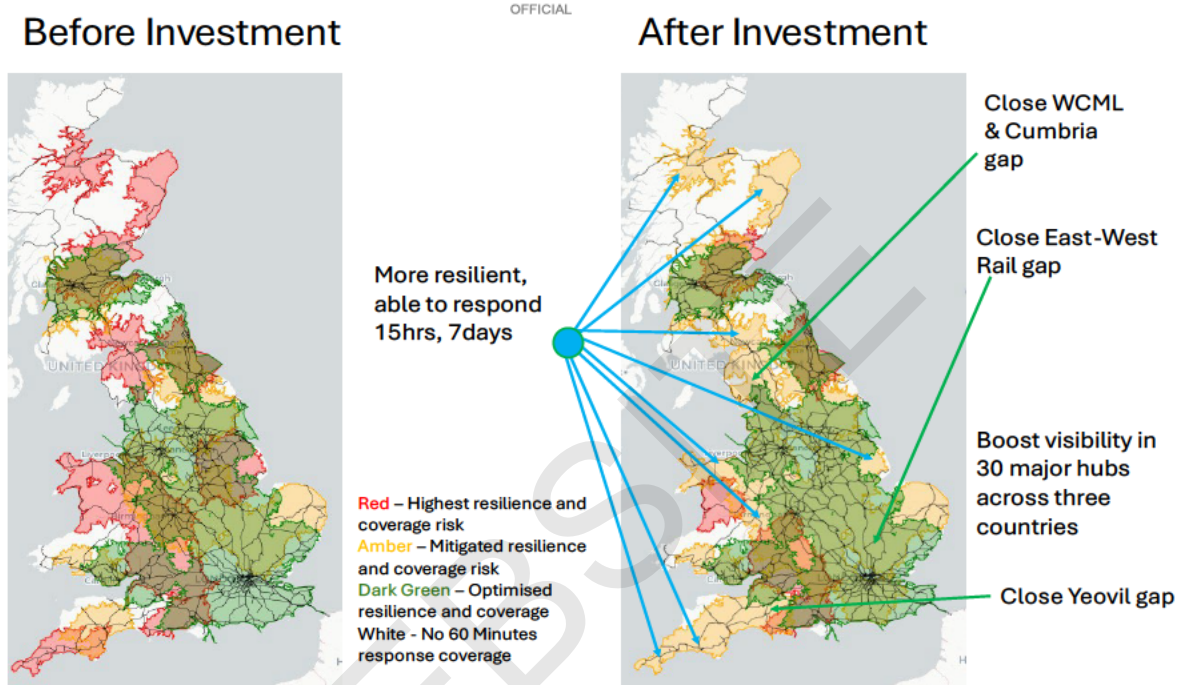 OFFICIAL
Before Investment
After Investment
Close WCML
& Cumbria
gap
Close East-West
Rail gap
More resilient,
able to respond
15hrs, 7days
UNITED
UNITED KINGDOM
Boost visibility in
30 major hubs
across three
countries
Red – Highest resilience and
coverage risk
Amber – Mitigated resilience
and coverage risk
Dark Green – Optimised
resilience and coverage
White - No 60 Minutes
response coverage
Close Yeovil gap